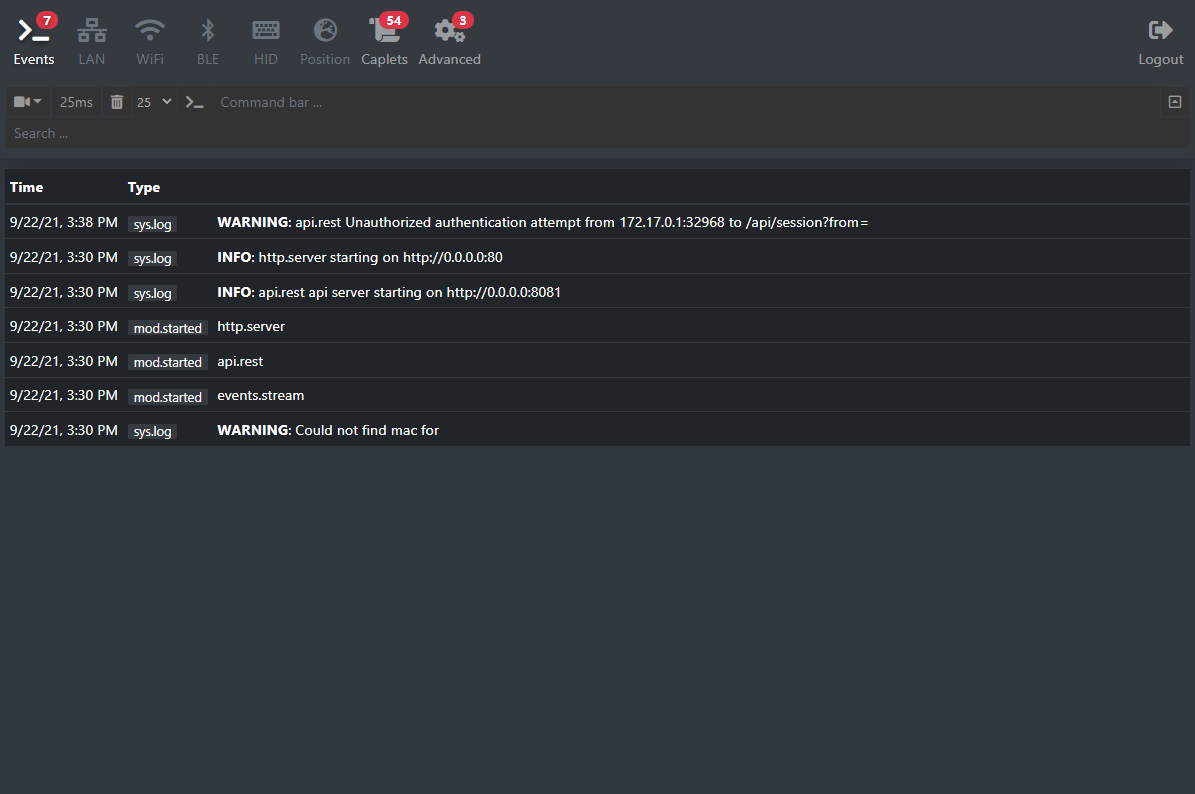 7 54 3
Events LAN WiFi BLE HID Position Caplets Advanced Logout
25ms 25 Command bar ...
Search ...
Time Type
9/22/21, 3:38 PM sys.log WARNING: api.rest Unauthorized authentication attempt from 172.17.0.1:32968 to /api/session?from=
9/22/21, 3:30 PM sys.log INFO: http.server starting on http://0.0.0.0:80
9/22/21, 3:30 PM sys.log INFO: api.rest api server starting on http://0.0.0.0:8081
9/22/21, 3:30 PM mod.started http.server
9/22/21, 3:30 PM mod.started api.rest
9/22/21, 3:30 PM mod.started events.stream
9/22/21, 3:30 PM sys.log WARNING: Could not find mac for